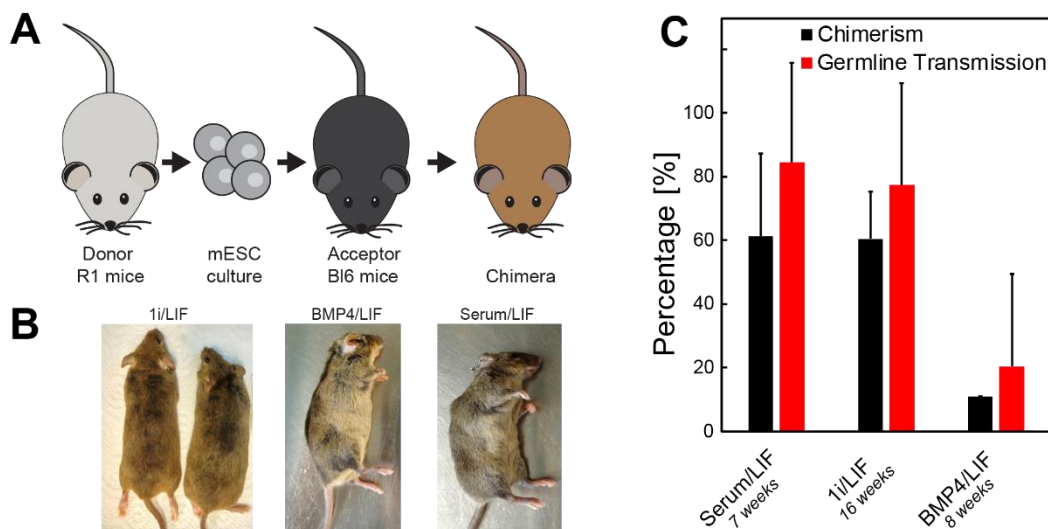 A
Donor
R1 mice
mESC
culture
Acceptor
Bl6 mice
Chimera
B
1i/LIF
BMP4/LIF
Serum/LIF
C
Chimerism
Germline Transmission
Percentage [%]
100
80
60
40
20
0
Serum/LIF
7 weeks
1i/LIF
16 weeks
BMP4/LIF
8 weeks